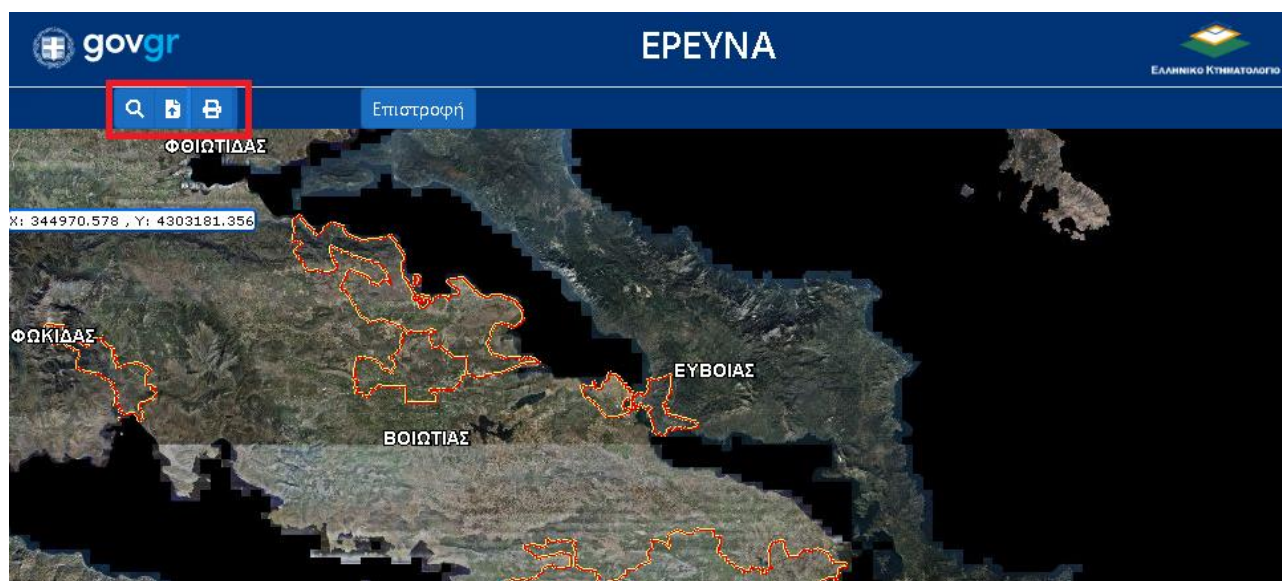 govgr
ΕΡΕΥΝΑ
ΕΛΛΗΝΙΚΟ ΚΤΗΜΑΤΟΛΟΓΙΟ
Επιστροφή
ΦΘΙΩΤΙΔΑΣ
X: 344970.578 , Y: 4303181.356
ΦΩΚΙΔΑΣ
ΕΥΒΟΙΑΣ
ΒΟΙΩΤΙΑΣ